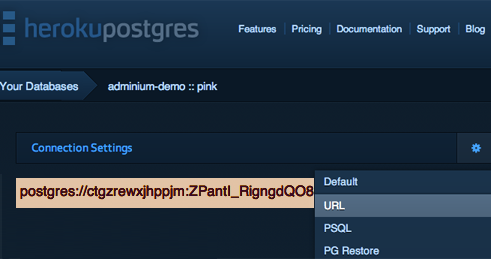 herokupostgres
Features Pricing Documentation Support Blog
Your Databases adminium-demo :: pink
Connection Settings
postgres://ctgzrewxjhppjm:ZPantI_RigngdQO8
Default
URL
PSQL
PG Restore